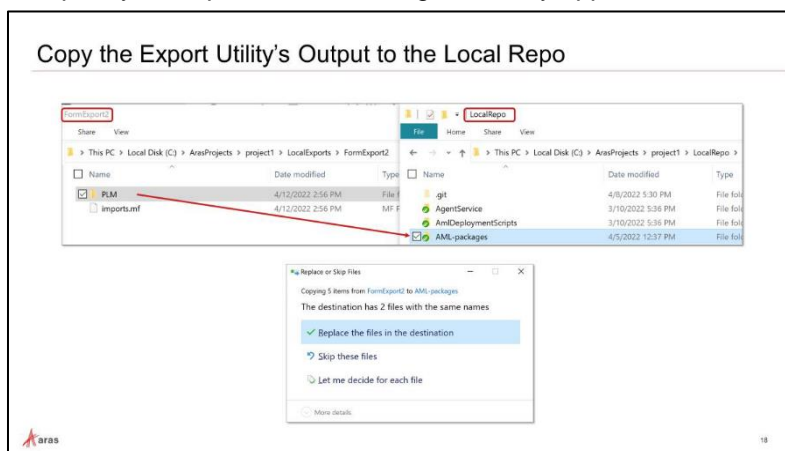 Copy the Export Utility's Output to the Local Repo
FormExport2
Share View
> This PC > Local Disk (C:) > ArasProjects > project1 > LocalExports > FormExport2
Name Date modified Type
PLM 4/12/2022 2:56 PM File f
imports.mf 4/12/2022 2:56 PM MF F
LocalRepo
File Home Share View
> This PC > Local Disk (C:) > ArasProjects > project1 > LocalRepo >
Name Date modified Type
.git 4/8/2022 5:30 PM File fold
AgentService 3/10/2022 5:36 PM File fold
AmlDeploymentScripts 3/10/2022 5:36 PM File fold
AML-packages 4/5/2022 12:37 PM File fold
Replace or Skip Files
Copying 5 items from FormExport2 to AML-packages
The destination has 2 files with the same names
Replace the files in the destination
Skip these files
Let me decide for each file
More details
aras
18